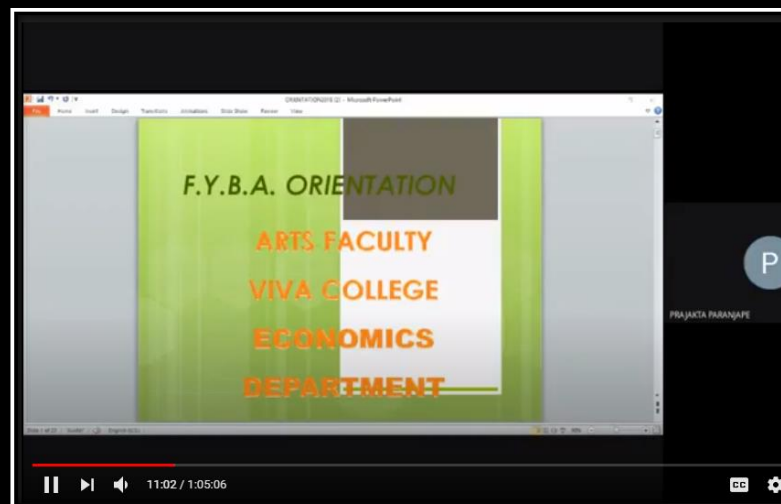 ORIENTATION2019 (2) - Microsoft PowerPoint
File Home Insert Design Transitions Animations Slide Show Review View
F.Y.B.A. ORIENTATION
ARTS FACULTY
VIVA COLLEGE
ECONOMICS
DEPARTMENT
P
PRAJAKTA PARANJAPE
11:02 / 1:05:06
CC